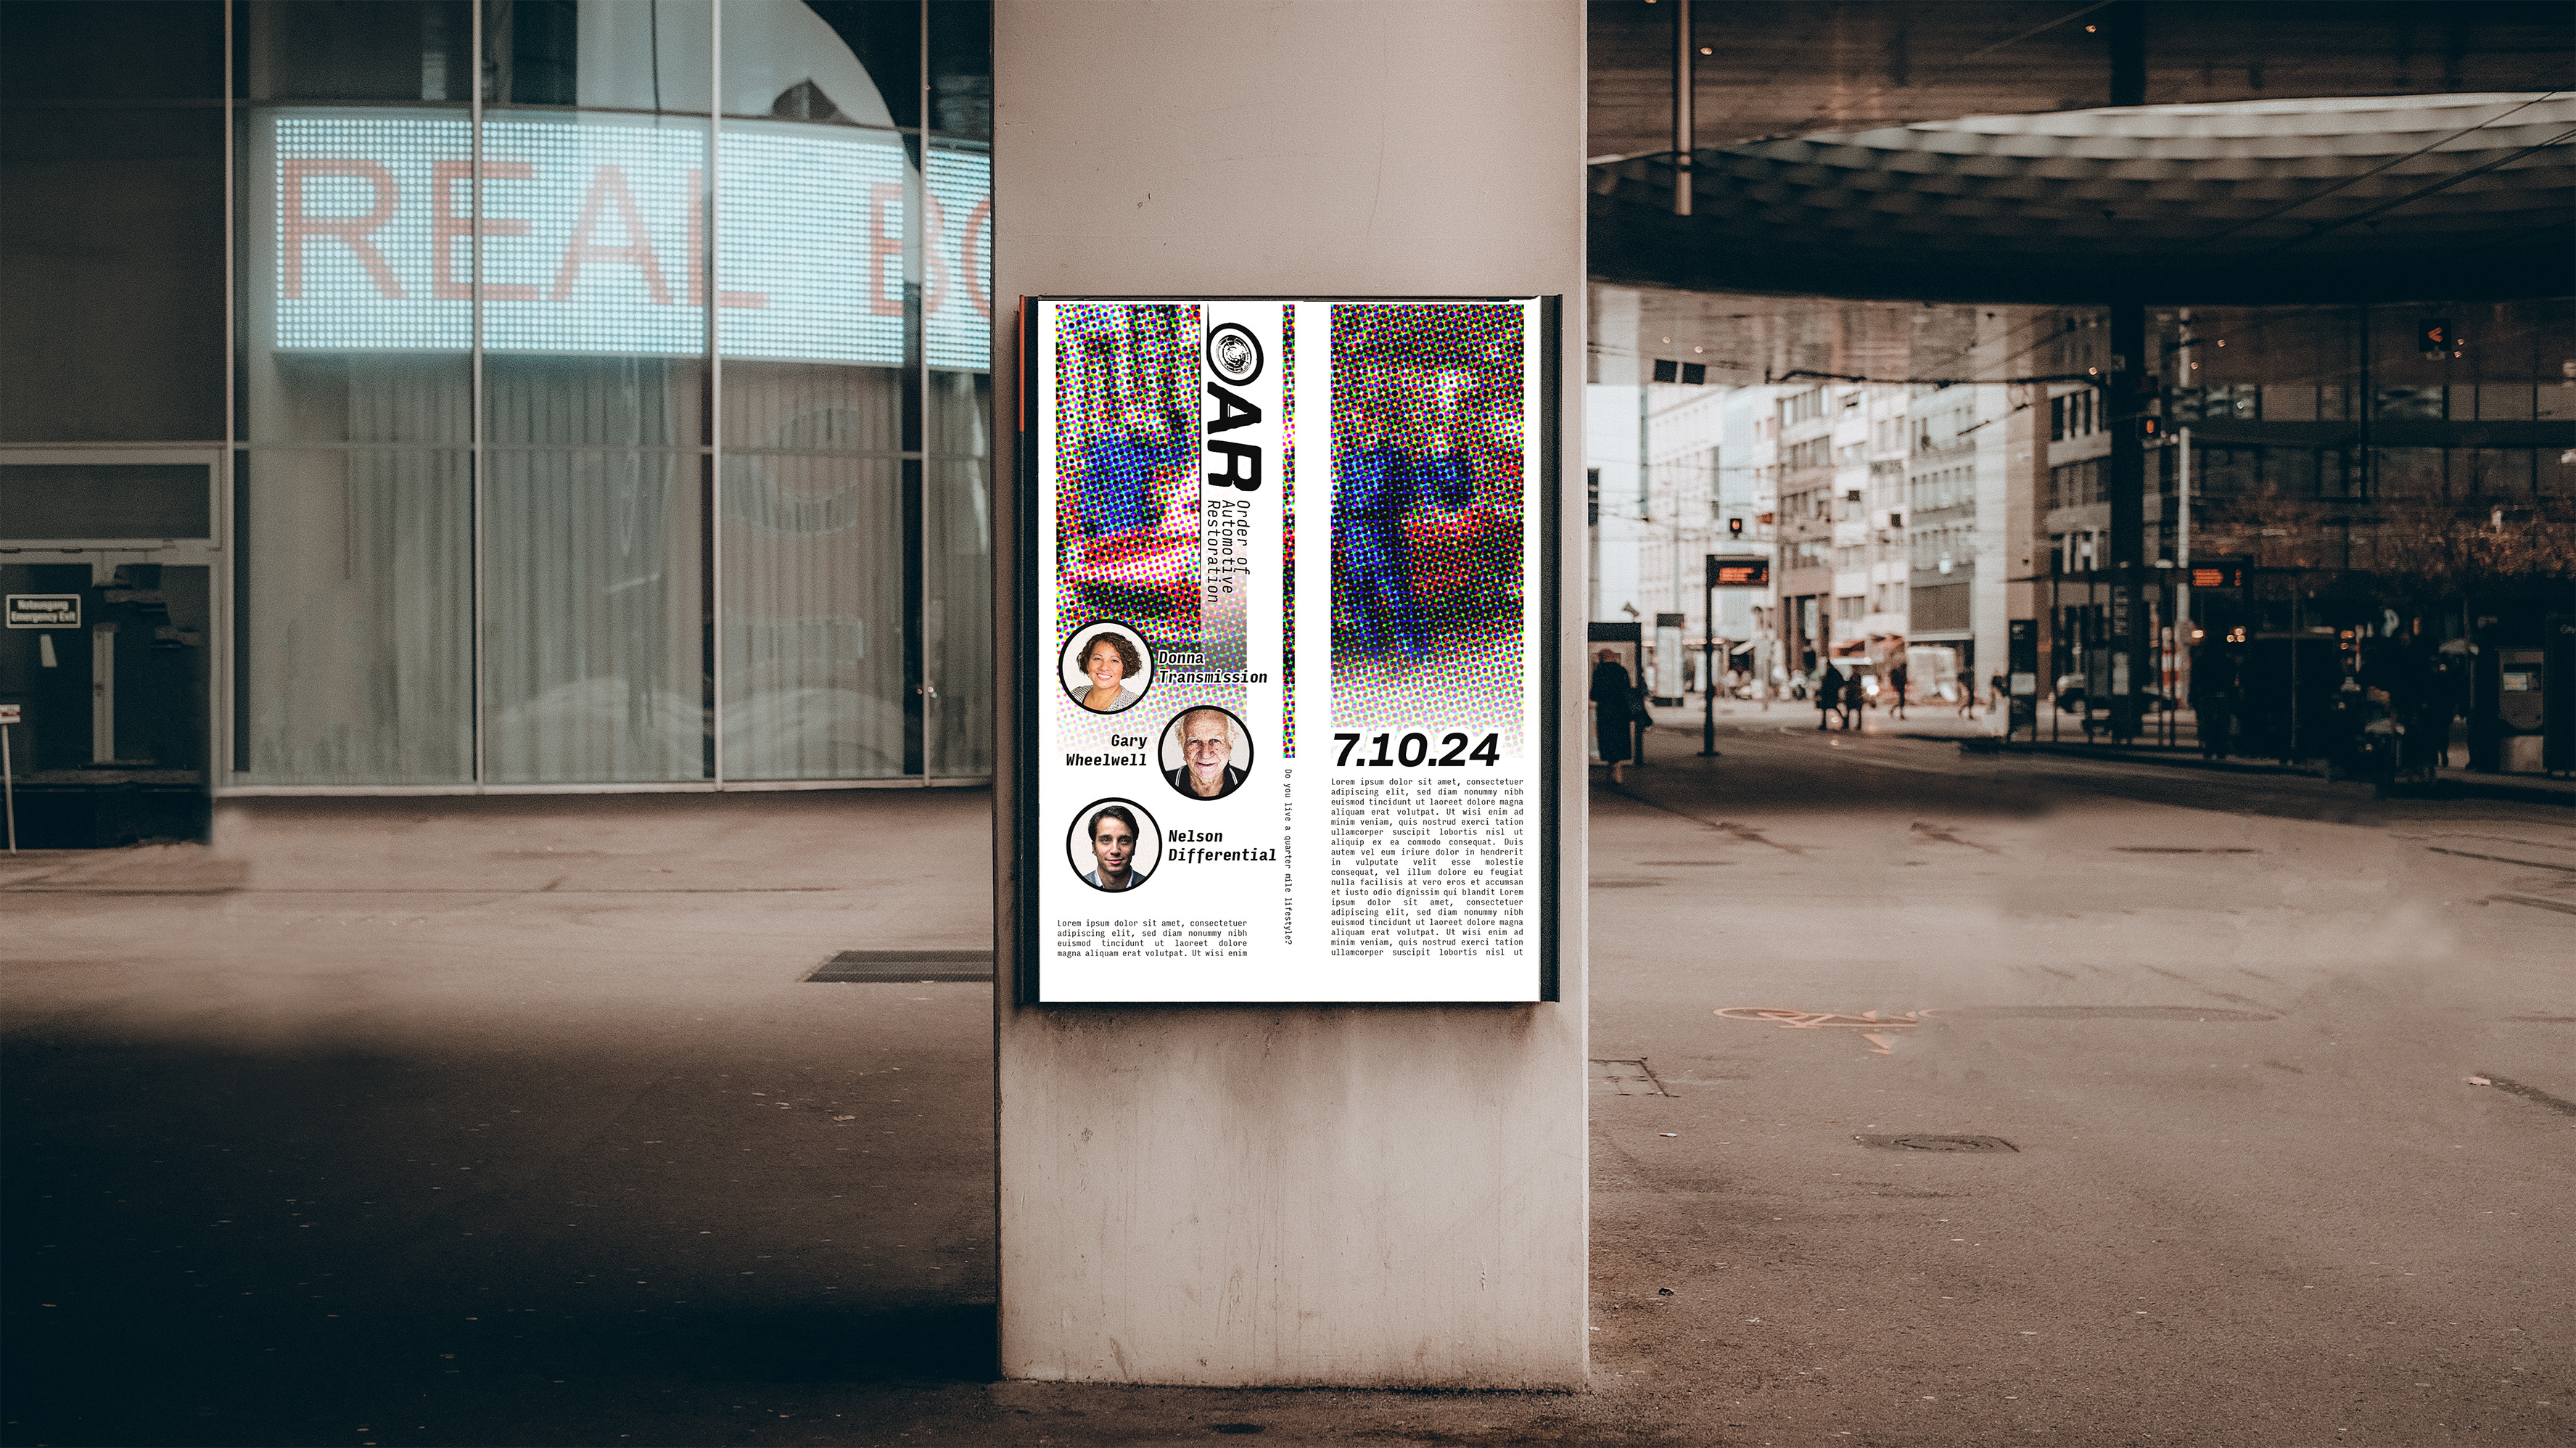 REAL BO
Notausgang
Emergency Exit
OAR
Order of
Automotive
Restoration
Donna
Transmission
Gary
Wheelwell
Nelson
Differential
Lorem ipsum dolor sit amet, consectetuer
adipiscing elit, sed diam nonummy nibh
euismod tincidunt ut laoreet dolore
magna aliquam erat volutpat. Ut wisi enim
Do you live a quarter mile lifestyle?
7.10.24
Lorem ipsum dolor sit amet, consectetuer
adipiscing elit, sed diam nonummy nibh
euismod tincidunt ut laoreet dolore magna
aliquam erat volutpat. Ut wisi enim ad
minim veniam, quis nostrud exerci tation
ullamcorper suscipit lobortis nisl ut
aliquip ex ea commodo consequat. Duis
autem vel eum iriure dolor in hendrerit
in vulputate velit esse molestie
consequat, vel illum dolore eu feugiat
nulla facilisis at vero eros et accumsan
et iusto odio dignissim qui blandit Lorem
ipsum dolor sit amet, consectetuer
adipiscing elit, sed diam nonummy nibh
euismod tincidunt ut laoreet dolore magna
aliquam erat volutpat. Ut wisi enim ad
minim veniam, quis nostrud exerci tation
ullamcorper suscipit lobortis nisl ut